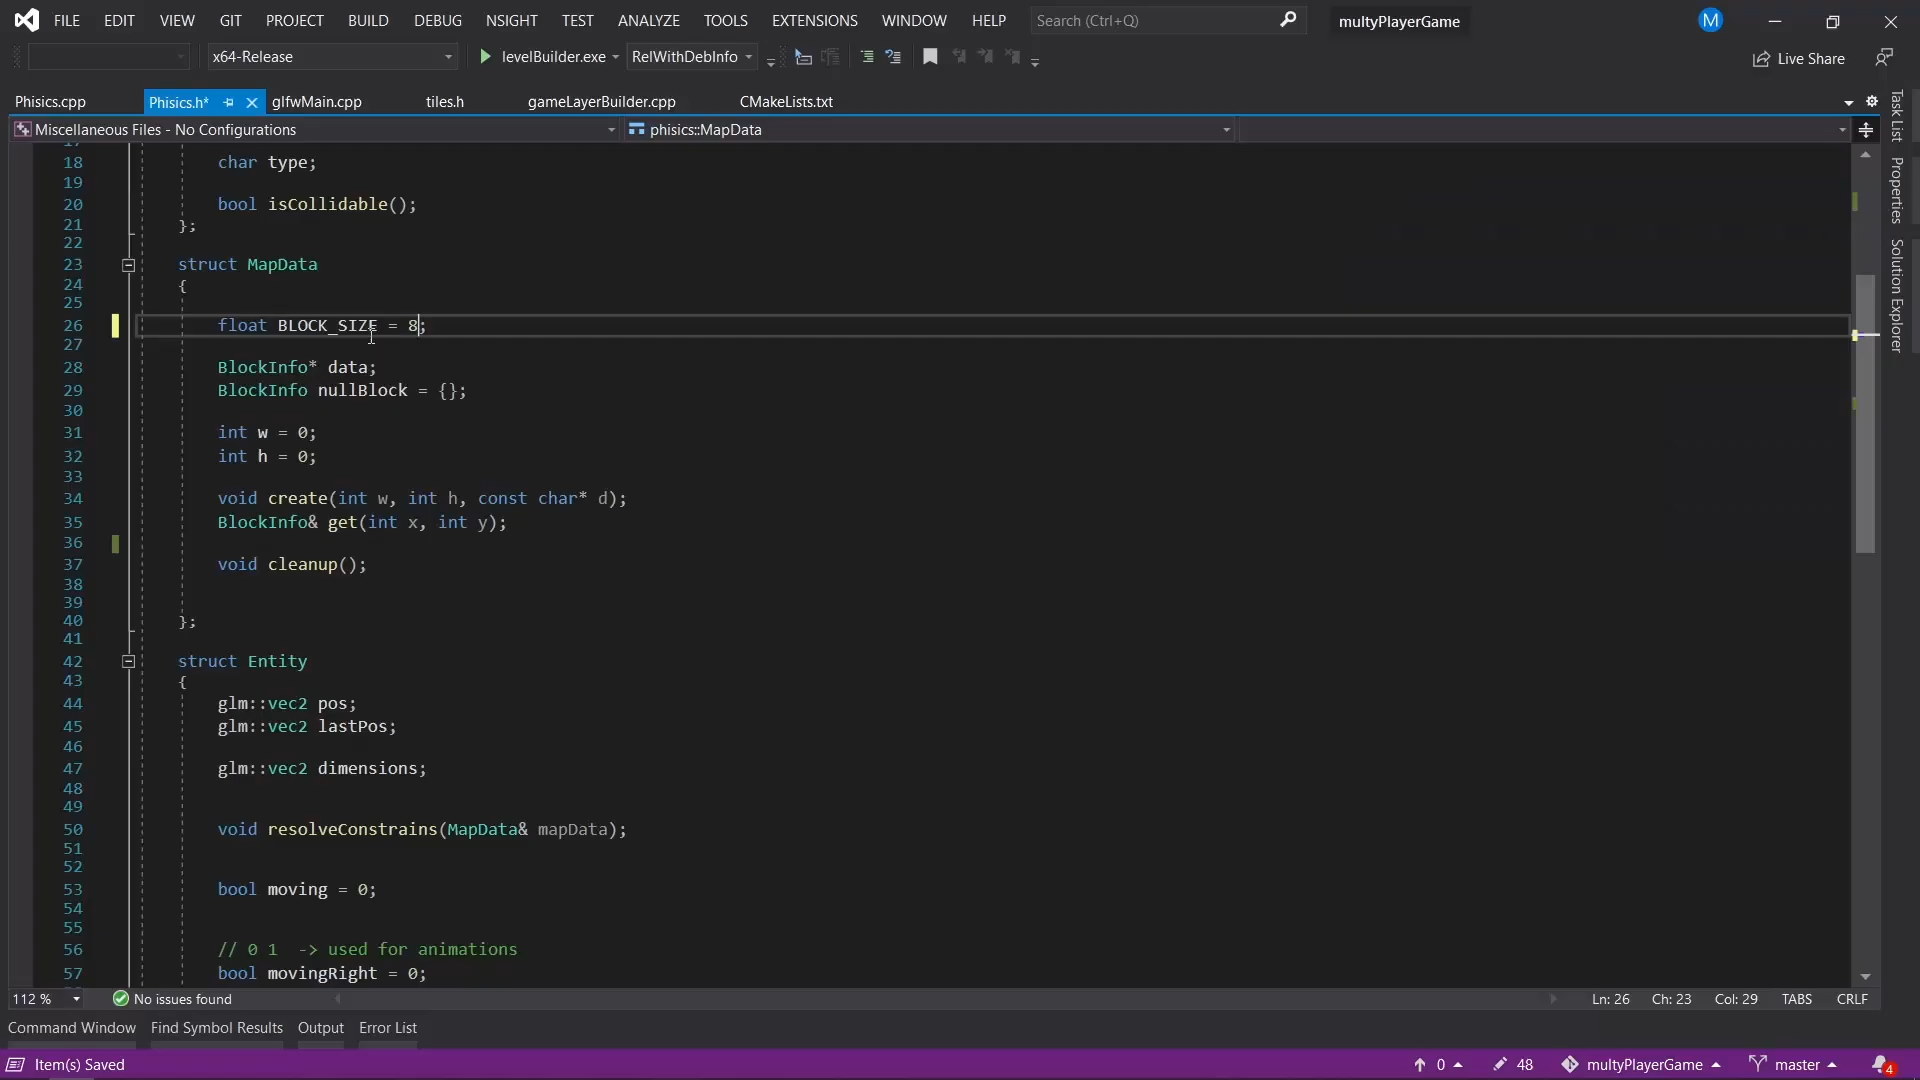 FILE EDIT VIEW GIT PROJECT BUILD DEBUG NSIGHT TEST ANALYZE TOOLS EXTENSIONS WINDOW HELP Search (Ctrl+Q) multyPlayerGame M
x64-Release levelBuilder.exe RelWithDebInfo Live Share
Phisics.cpp Phisics.h* glfwMain.cpp tiles.h gameLayerBuilder.cpp CMakeLists.txt
Miscellaneous Files - No Configurations phisics::MapData
17
18 char type;
19
20 bool isCollidable();
21 };
22
23 struct MapData
24 {
25
26 float BLOCK_SIZE = 8;
27
28 BlockInfo* data;
29 BlockInfo nullBlock = {};
30
31 int w = 0;
32 int h = 0;
33
34 void create(int w, int h, const char* d);
35 BlockInfo& get(int x, int y);
36
37 void cleanup();
38
39
40 };
41
42 struct Entity
43 {
44 glm::vec2 pos;
45 glm::vec2 lastPos;
46
47 glm::vec2 dimensions;
48
49
50 void resolveConstrains(MapData& mapData);
51
52
53 bool moving = 0;
54
55
56 // 0 1  -> used for animations
57 bool movingRight = 0;
Task List
Properties
Solution Explorer
112 % No issues found Ln: 26 Ch: 23 Col: 29 TABS CRLF
Command Window Find Symbol Results Output Error List
Item(s) Saved 0 48 multyPlayerGame master 4